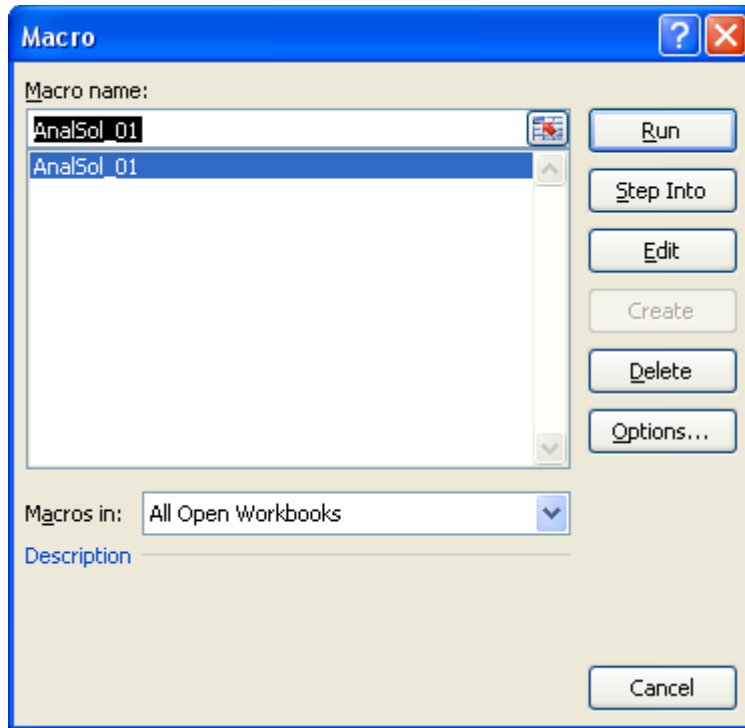 Macro
Macro name:
AnalSol_01
AnalSol_01
Run
Step Into
Edit
Create
Delete
Options...
Macros in: All Open Workbooks
Description
Cancel